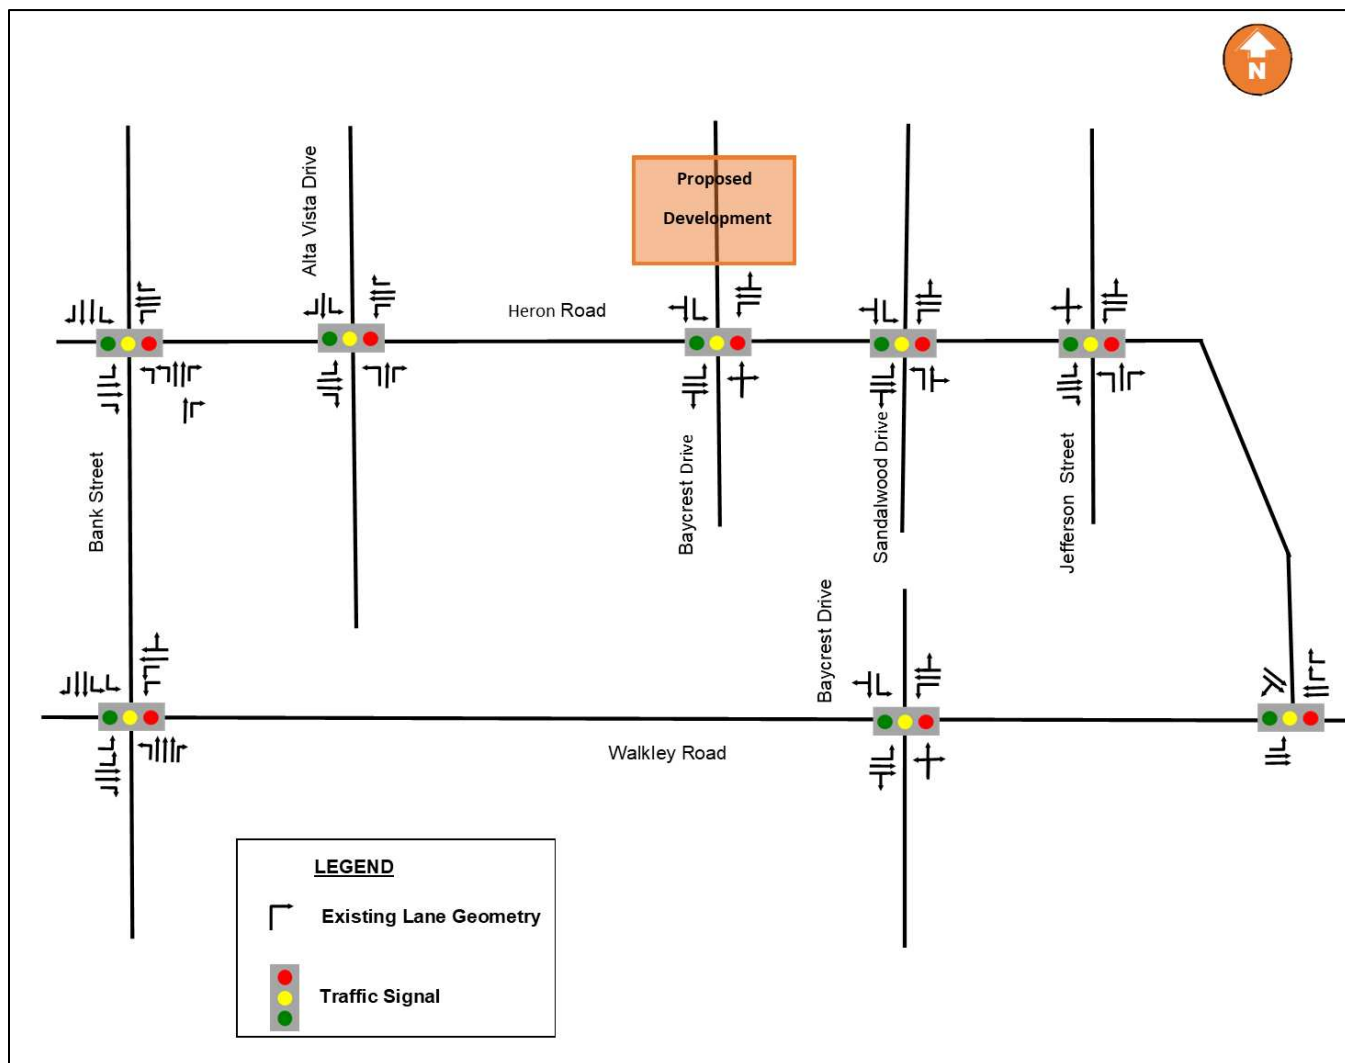 N
Alta Vista Drive
Proposed
Development
Heron Road
Bank Street
Baycrest Drive
Sandalwood Drive
Jefferson Street
Baycrest Drive
Walkley Road
LEGEND
Existing Lane Geometry
Traffic Signal